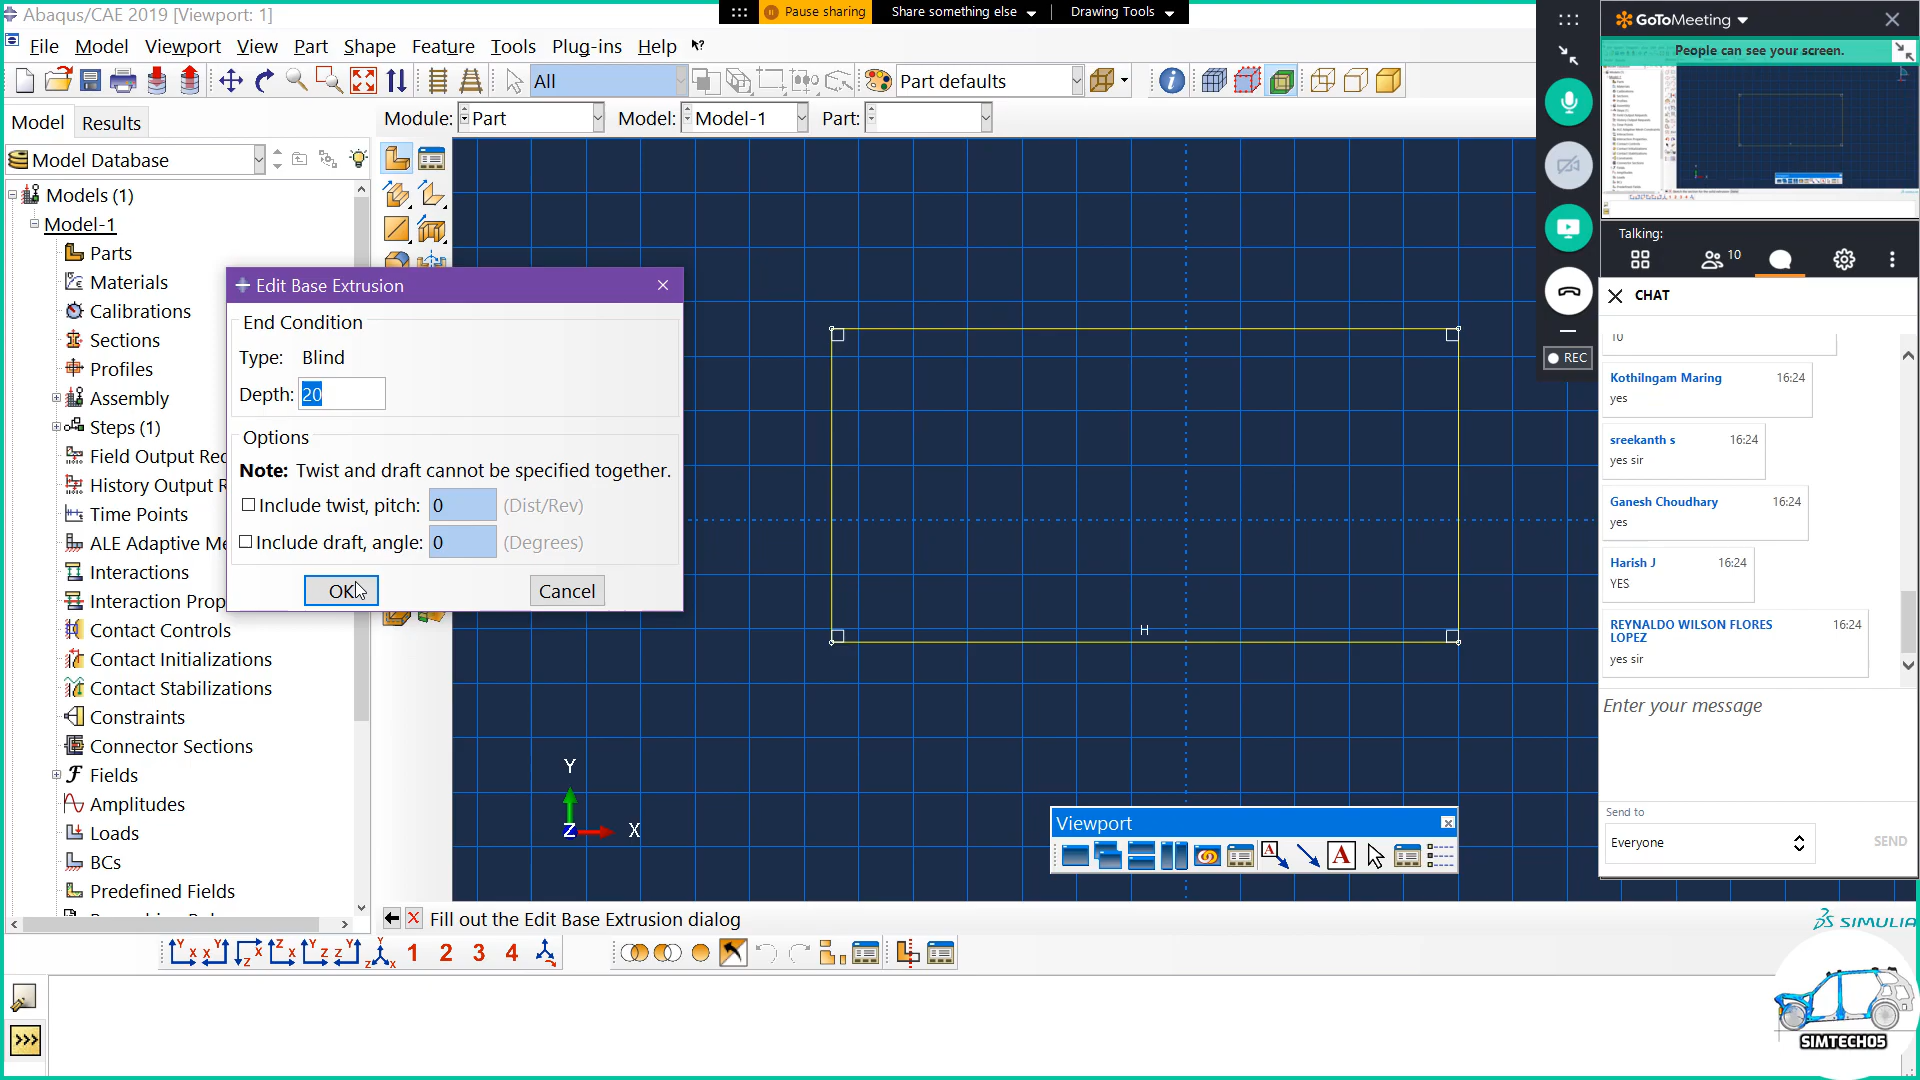 Abaqus/CAE 2019 [Viewport: 1]
Pause sharing
Share something else
Drawing Tools
GoToMeeting
People can see your screen.
File Model Viewport View Part Shape Feature Tools Plug-ins Help
All
Part defaults
Model Results
Module: Part Model: Model-1 Part:
Model Database
Models (1)
Model-1
Parts
Materials
Calibrations
Sections
Profiles
Assembly
Steps (1)
Field Output Rec
History Output R
Time Points
ALE Adaptive Me
Interactions
Interaction Prop
Contact Controls
Contact Initializations
Contact Stabilizations
Constraints
Connector Sections
Fields
Amplitudes
Loads
BCs
Predefined Fields
Edit Base Extrusion
End Condition
Type: Blind
Depth: 20
Options
Note: Twist and draft cannot be specified together.
Include twist, pitch: 0 (Dist/Rev)
Include draft, angle: 0 (Degrees)
OK Cancel
H
Y
Z X
Viewport
A A
Fill out the Edit Base Extrusion dialog
1 2 3 4
SIMULIA
SIMTECH05
>>>
REC
Talking:
10
CHAT
10
Kothilngam Maring 16:24
yes
sreekanth s 16:24
yes sir
Ganesh Choudhary 16:24
yes
Harish J 16:24
YES
REYNALDO WILSON FLORES 16:24
LOPEZ
yes sir
Enter your message
Send to
Everyone
SEND